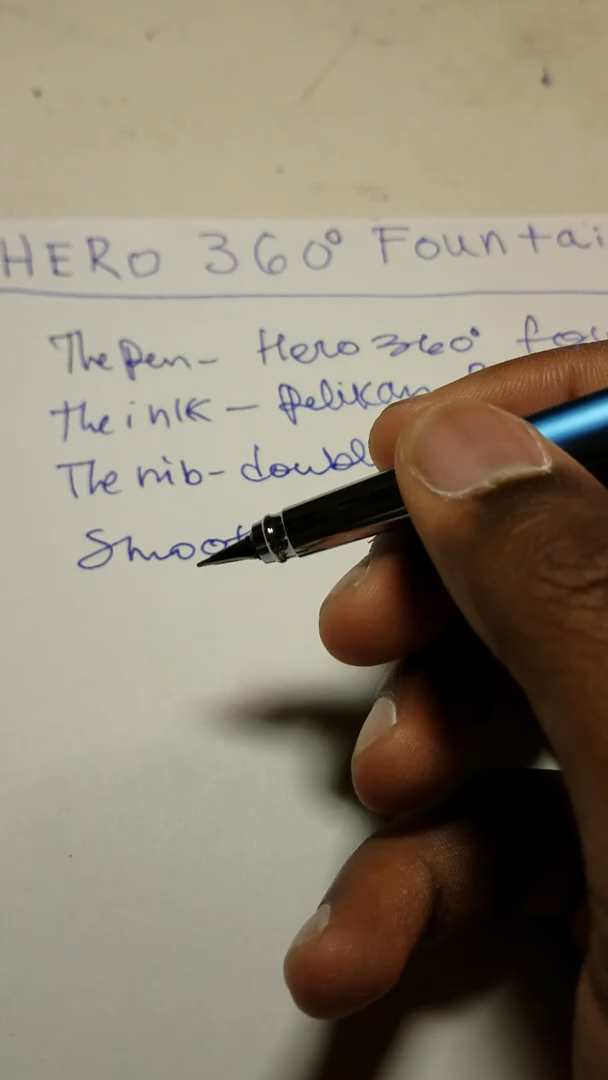 HERO 360° Fountai
The Pen- Hero 360° fou
the ink - Pelikan
The nib- doubl
Smoot